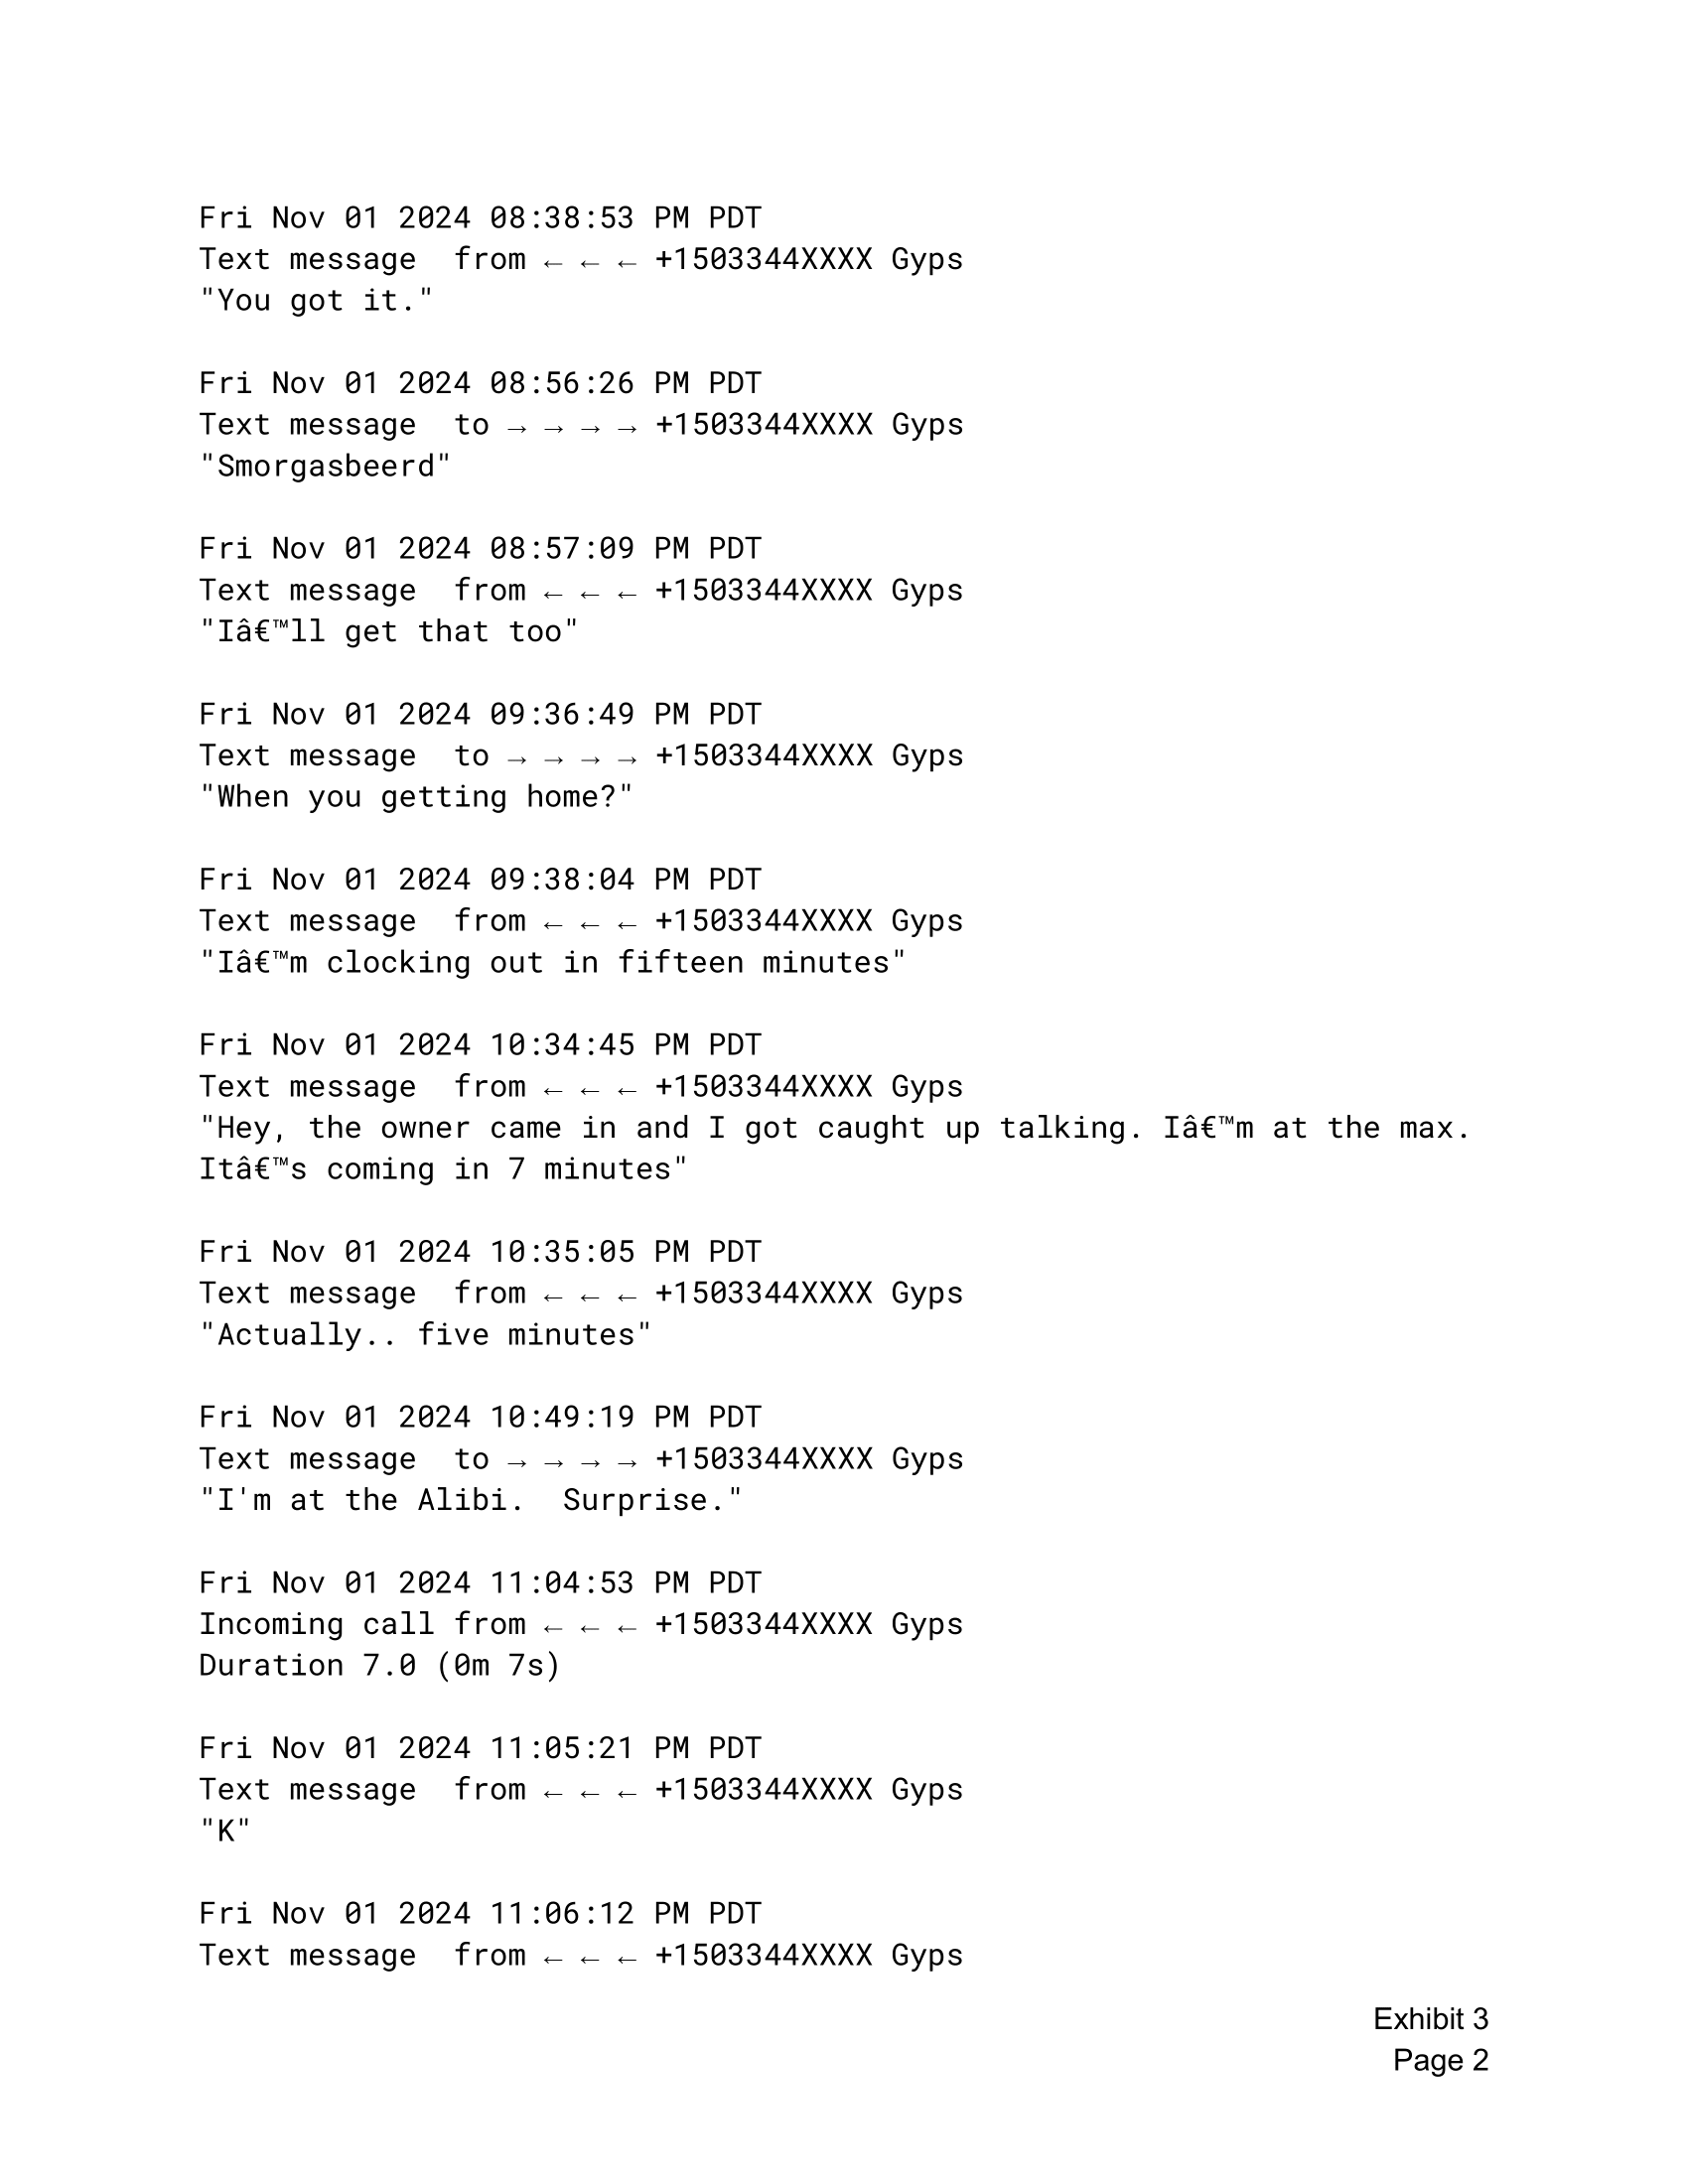 Fri Nov 01 2024 08:38:53 PM PDT
Text message  from ← ← ← +1503344XXXX Gyps
"You got it."
Fri Nov 01 2024 08:56:26 PM PDT
Text message  to → → → → +1503344XXXX Gyps
"Smorgasbeerd"
Fri Nov 01 2024 08:57:09 PM PDT
Text message  from ← ← ← +1503344XXXX Gyps
"Iâ€™ll get that too"
Fri Nov 01 2024 09:36:49 PM PDT
Text message  to → → → → +1503344XXXX Gyps
"When you getting home?"
Fri Nov 01 2024 09:38:04 PM PDT
Text message  from ← ← ← +1503344XXXX Gyps
"Iâ€™m clocking out in fifteen minutes"
Fri Nov 01 2024 10:34:45 PM PDT
Text message  from ← ← ← +1503344XXXX Gyps
"Hey, the owner came in and I got caught up talking. Iâ€™m at the max.
Itâ€™s coming in 7 minutes"
Fri Nov 01 2024 10:35:05 PM PDT
Text message  from ← ← ← +1503344XXXX Gyps
"Actually.. five minutes"
Fri Nov 01 2024 10:49:19 PM PDT
Text message  to → → → → +1503344XXXX Gyps
"I'm at the Alibi.  Surprise."
Fri Nov 01 2024 11:04:53 PM PDT
Incoming call from ← ← ← +1503344XXXX Gyps
Duration 7.0 (0m 7s)
Fri Nov 01 2024 11:05:21 PM PDT
Text message  from ← ← ← +1503344XXXX Gyps
"K"
Fri Nov 01 2024 11:06:12 PM PDT
Text message  from ← ← ← +1503344XXXX Gyps
Exhibit 3
Page 2